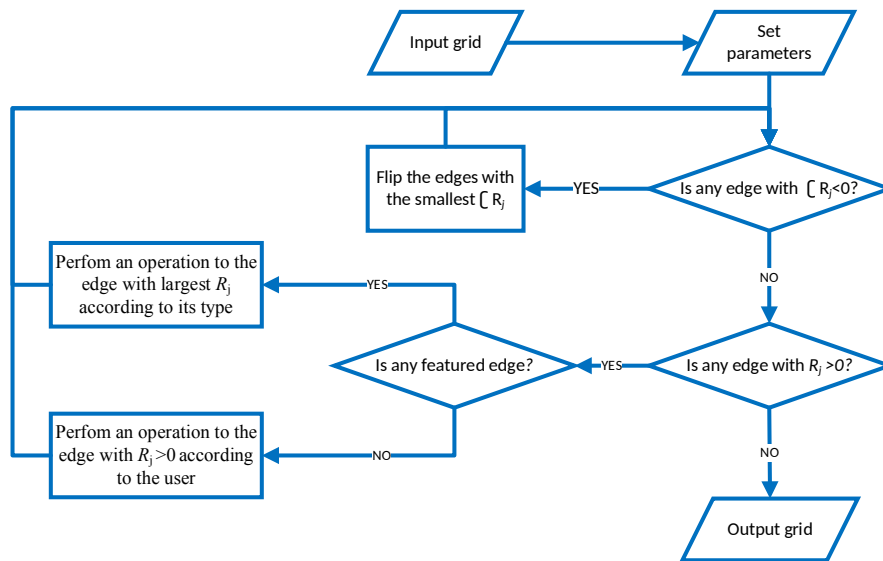 Input grid
Set
parameters
Flip the edges with
the smallest ⎧ Rj
YES
Is any edge with ⎧ Rj<0?
Perfom an operation to the
edge with largest Rj
according to its type
YES
NO
Is any featured edge?
YES
Is any edge with Rj >0?
Perfom an operation to the
edge with Rj >0 according
to the user
NO
NO
Output grid